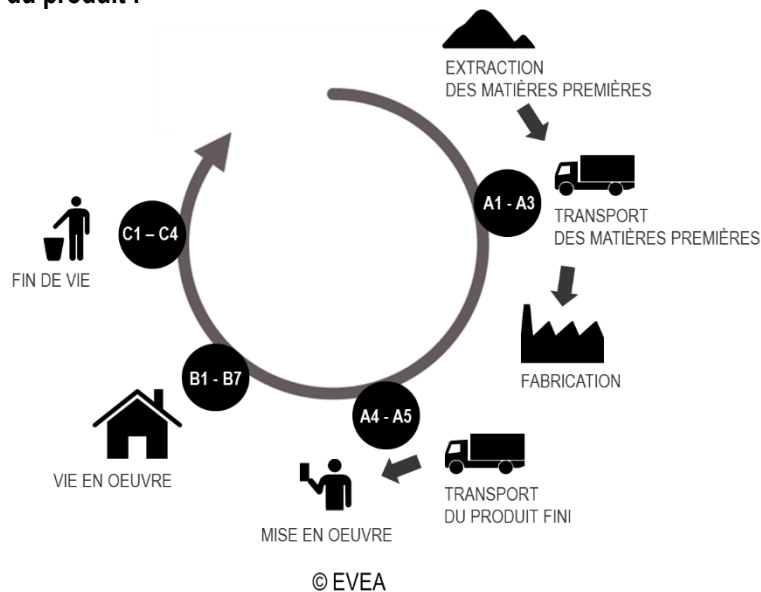 du produit :
EXTRACTION
DES MATIÈRES PREMIÈRES
A1 - A3
TRANSPORT
DES MATIÈRES PREMIÈRES
FABRICATION
A4 - A5
TRANSPORT
DU PRODUIT FINI
MISE EN OEUVRE
B1 - B7
VIE EN OEUVRE
C1 – C4
FIN DE VIE
© EVEA